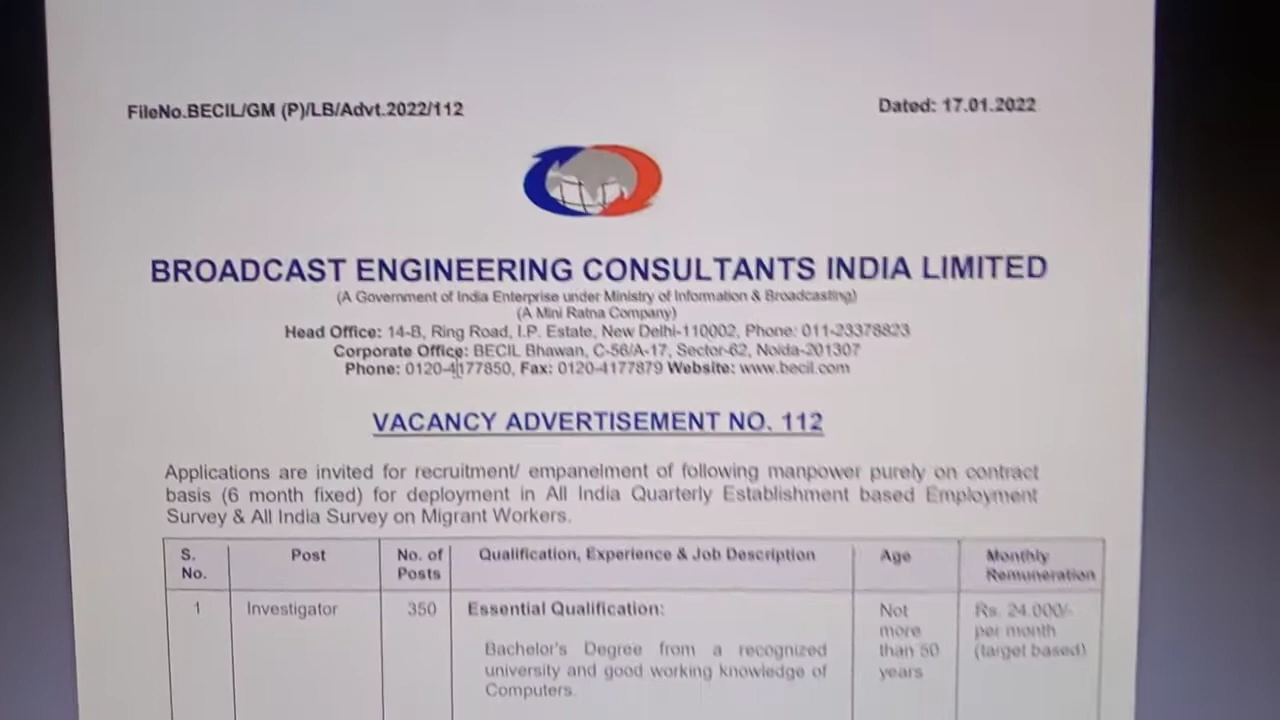 FileNo.BECIL/GM (P)/LB/Advt.2022/112 Dated: 17.01.2022
BROADCAST ENGINEERING CONSULTANTS INDIA LIMITED
(A Government of India Enterprise under Ministry of Information & Broadcasting)
(A Mini Ratna Company)
Head Office: 14-B, Ring Road, I.P. Estate, New Delhi-110002, Phone: 011-23378823
Corporate Office: BECIL Bhawan, C-56/A-17, Sector-62, Noida-201307
Phone: 0120-4177850, Fax: 0120-4177879 Website: www.becil.com
VACANCY ADVERTISEMENT NO. 112
Applications are invited for recruitment/ empanelment of following manpower purely on contract
basis (6 month fixed) for deployment in All India Quarterly Establishment based Employment
Survey & All India Survey on Migrant Workers.
S. No. Post No. of Posts Qualification, Experience & Job Description Age Monthly Remuneration
1 Investigator 350 Essential Qualification: Not more than 50 years Rs. 24,000/- per month (target based)
Bachelor's Degree from a recognized
university and good working knowledge of
Computers.